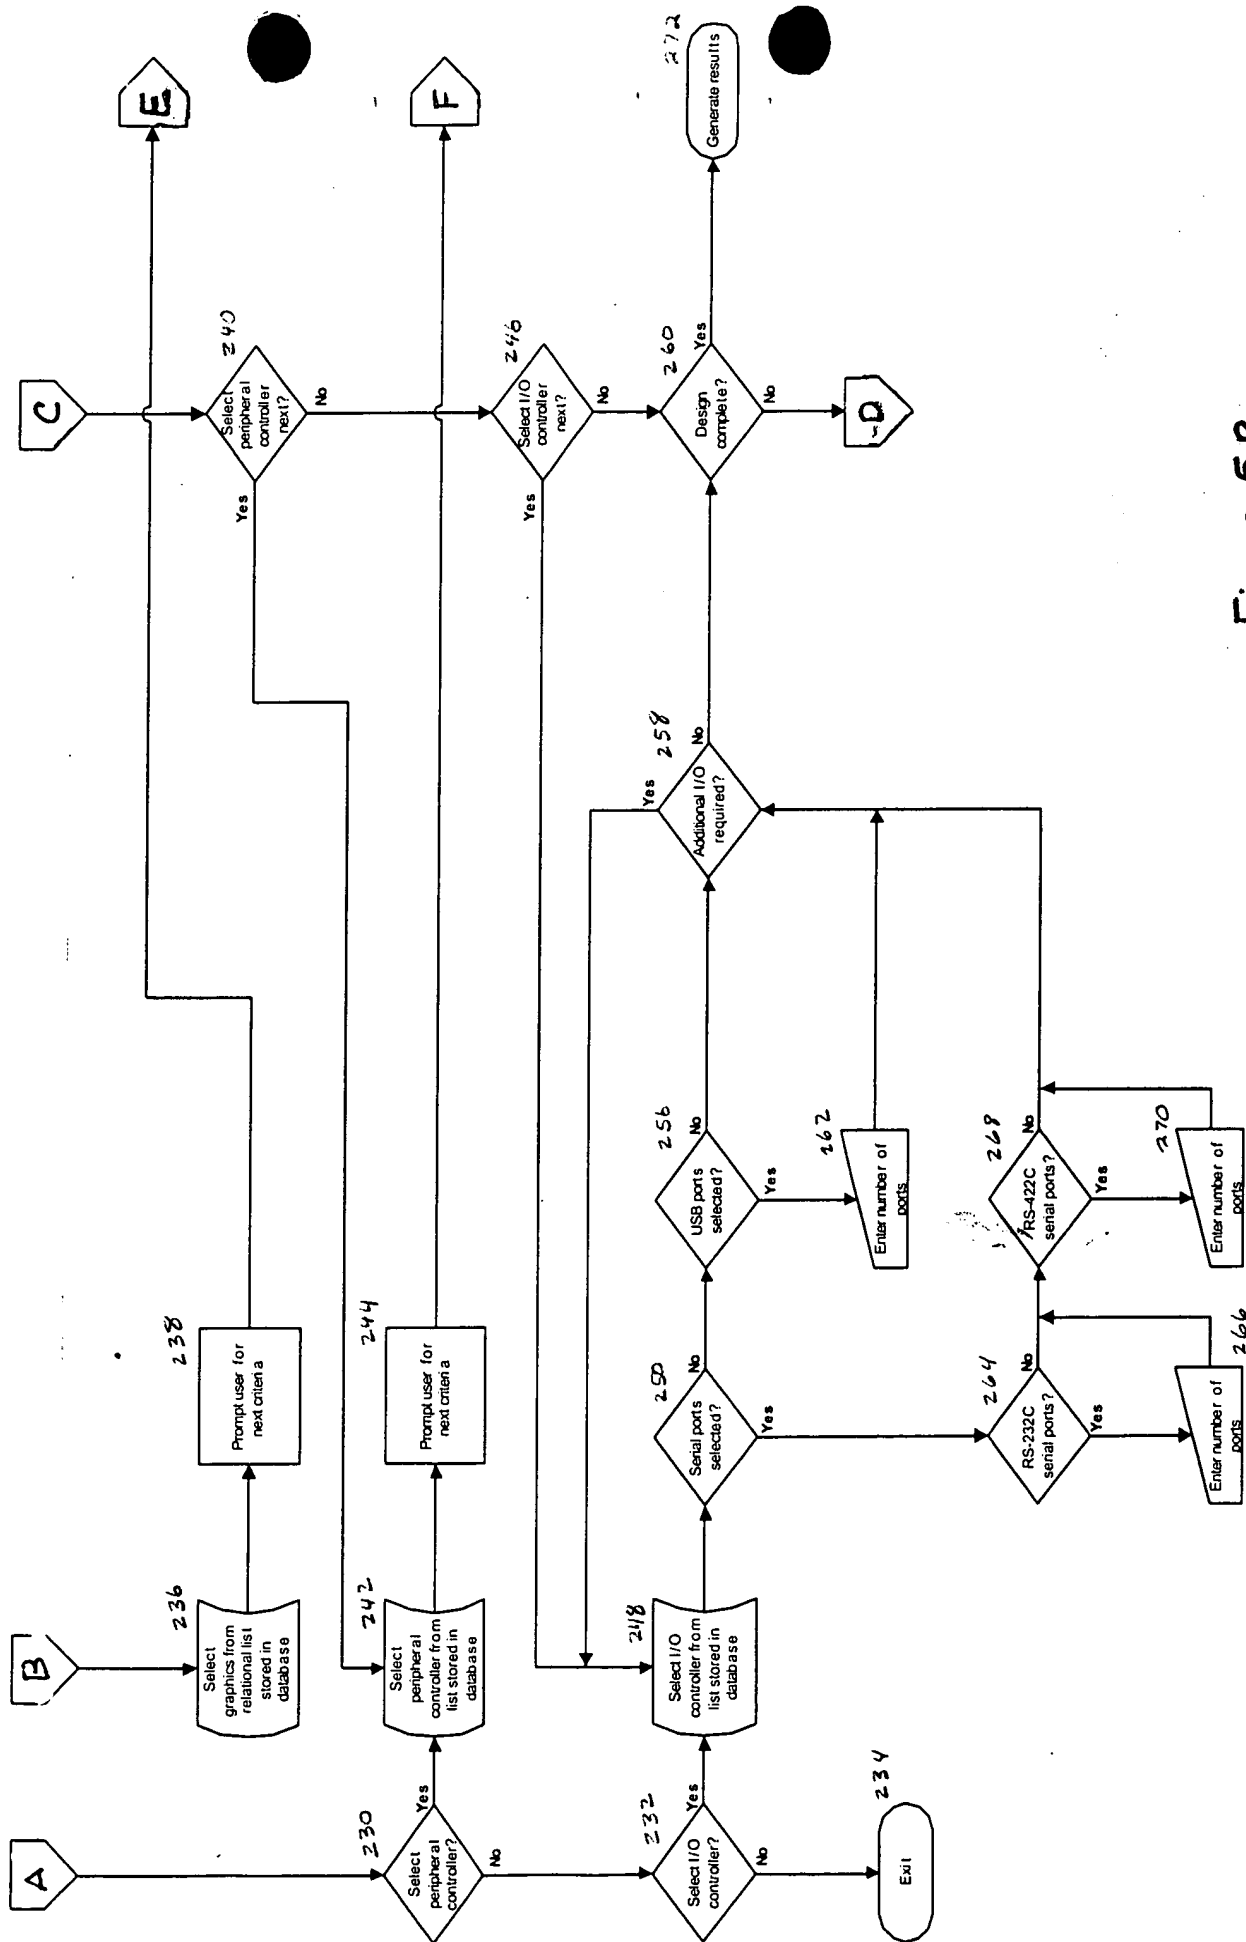 A
230
Select
peripheral
controller?
Yes
No
232
Select I/O
controller?
Yes
No
234
Exit
B
236
Select
graphics from
relational list
stored in
database
238
Prompt user for
next criteria
E
242
Select
peripheral
controller from
list stored in
database
244
Prompt user for
next criteria
F
248
Select I/O
controller from
list stored in
database
250
Serial ports
selected?
No
Yes
256
USB ports
selected?
No
Yes
262
Enter number of
ports
258
Additional I/O
required?
Yes
No
264
RS-232C
serial ports?
No
Yes
266
Enter number of
ports
268
RS-422C
serial ports?
No
Yes
270
Enter number of
ports
C
240
Select
peripheral
controller
next?
Yes
No
246
Select I/O
controller
next?
Yes
No
260
Design
complete?
Yes
No
D
272
Generate results